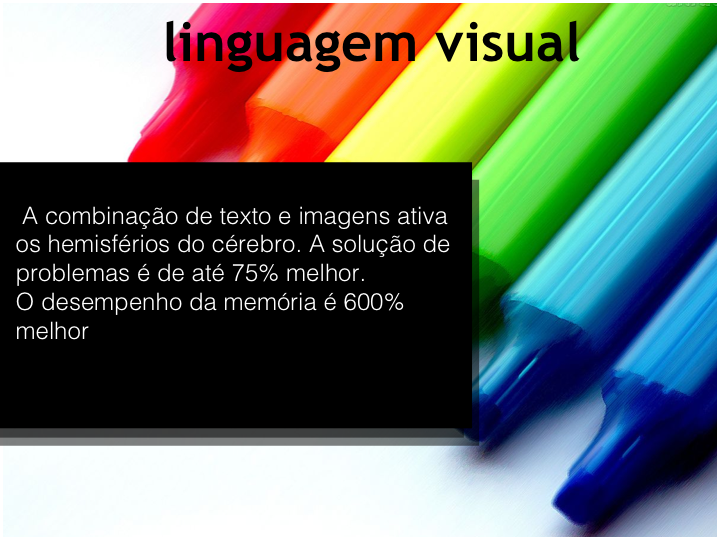 linguagem visual
A combinação de texto e imagens ativa
os hemisférios do cérebro. A solução de
problemas é de até 75% melhor.
O desempenho da memória é 600%
melhor